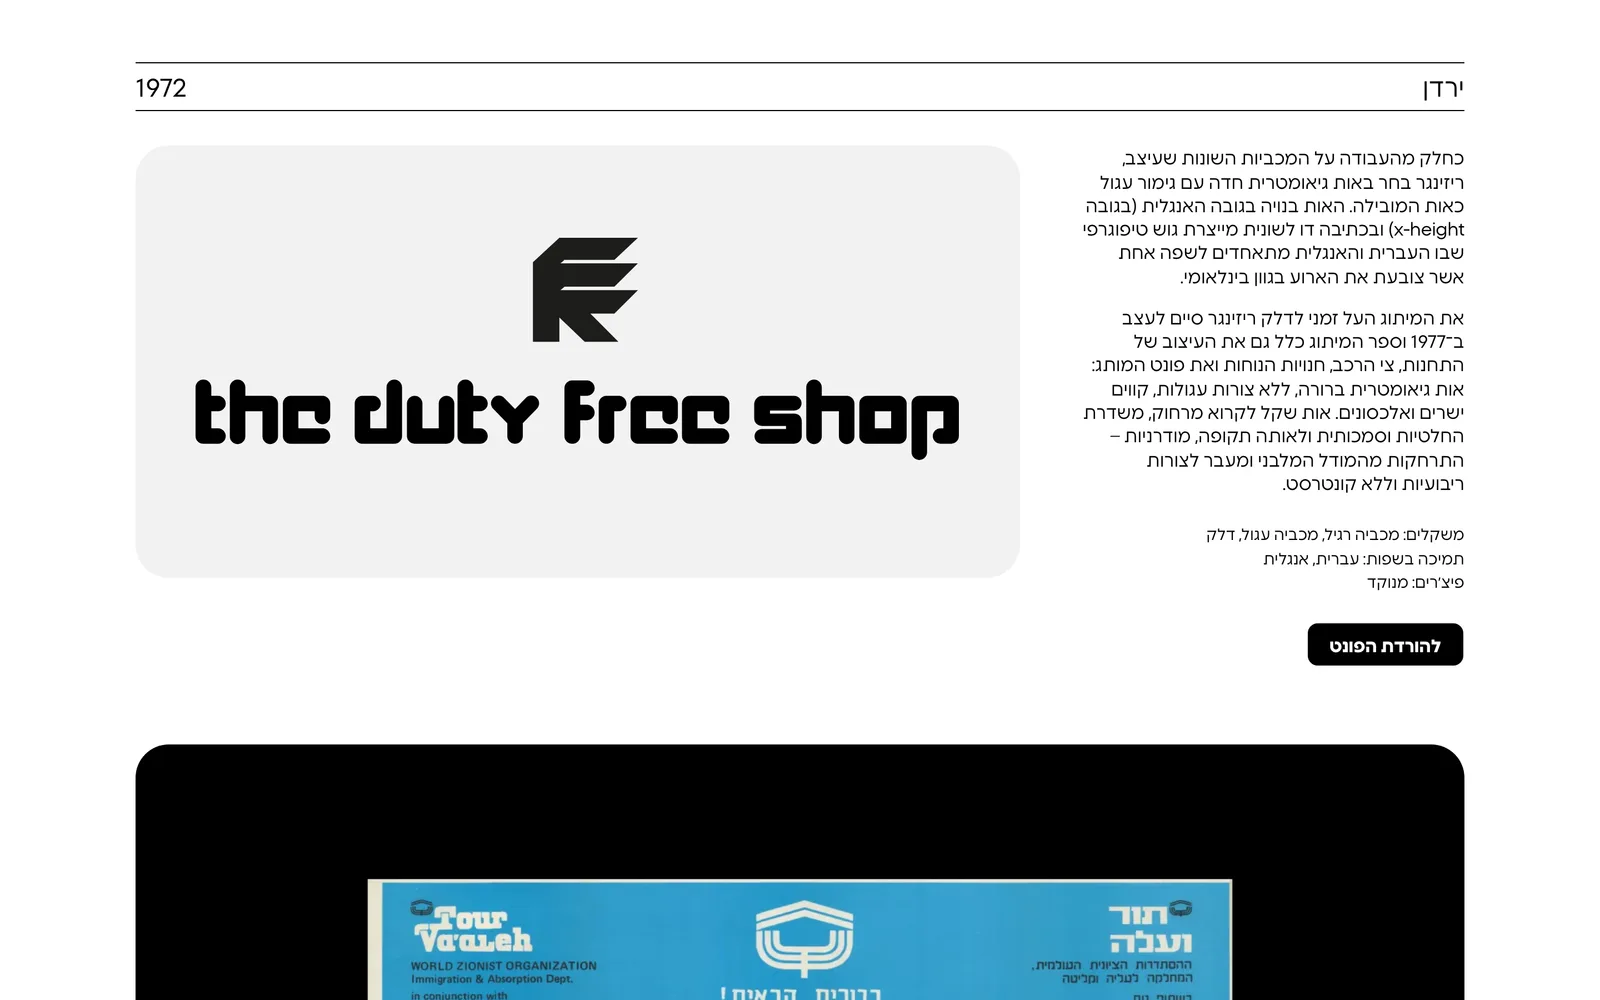 ירדן
1972
כחלק מהעבודה על המכביות השונות שעיצב,
ריזינגר בחר באות גיאומטרית חדה עם גימור עגול
כאות המובילה. האות בנויה בגובה האנגלית (בגובה
x-height) ובכתיבה דו לשונית מייצרת גוש טיפוגרפי
שבו העברית והאנגלית מתאחדים לשפה אחת
אשר צובעת את הארוע בגוון בינלאומי.
את המיתוג העל זמני לדלק ריזינגר סיים לעצב
ב־1977 וספר המיתוג כלל גם את העיצוב של
התחנות, צי הרכב, חנויות הנוחות ואת פונט המותג:
אות גיאומטרית ברורה, ללא צורות עגולות, קווים
ישרים ואלכסונים. אות שקל לקרוא מרחוק, משדרת
החלטיות וסמכותית ולאותה תקופה, מודרניות –
התרחקות מהמודל המלבני ומעבר לצורות
ריבועיות וללא קונטרסט.
משקלים: מכביה רגיל, מכביה עגול, דלק
תמיכה בשפות: עברית, אנגלית
פיצ׳רים: מנוקד
להורדת הפונט
the duty free shop
תור
ועלה
ההסתדרות הציונית העולמית,
המחלקה לעליה וקליטה
ברוכים הבאים!
Tour
Va'aleh
WORLD ZIONIST ORGANIZATION
Immigration & Absorption Dept.
in conjunction with